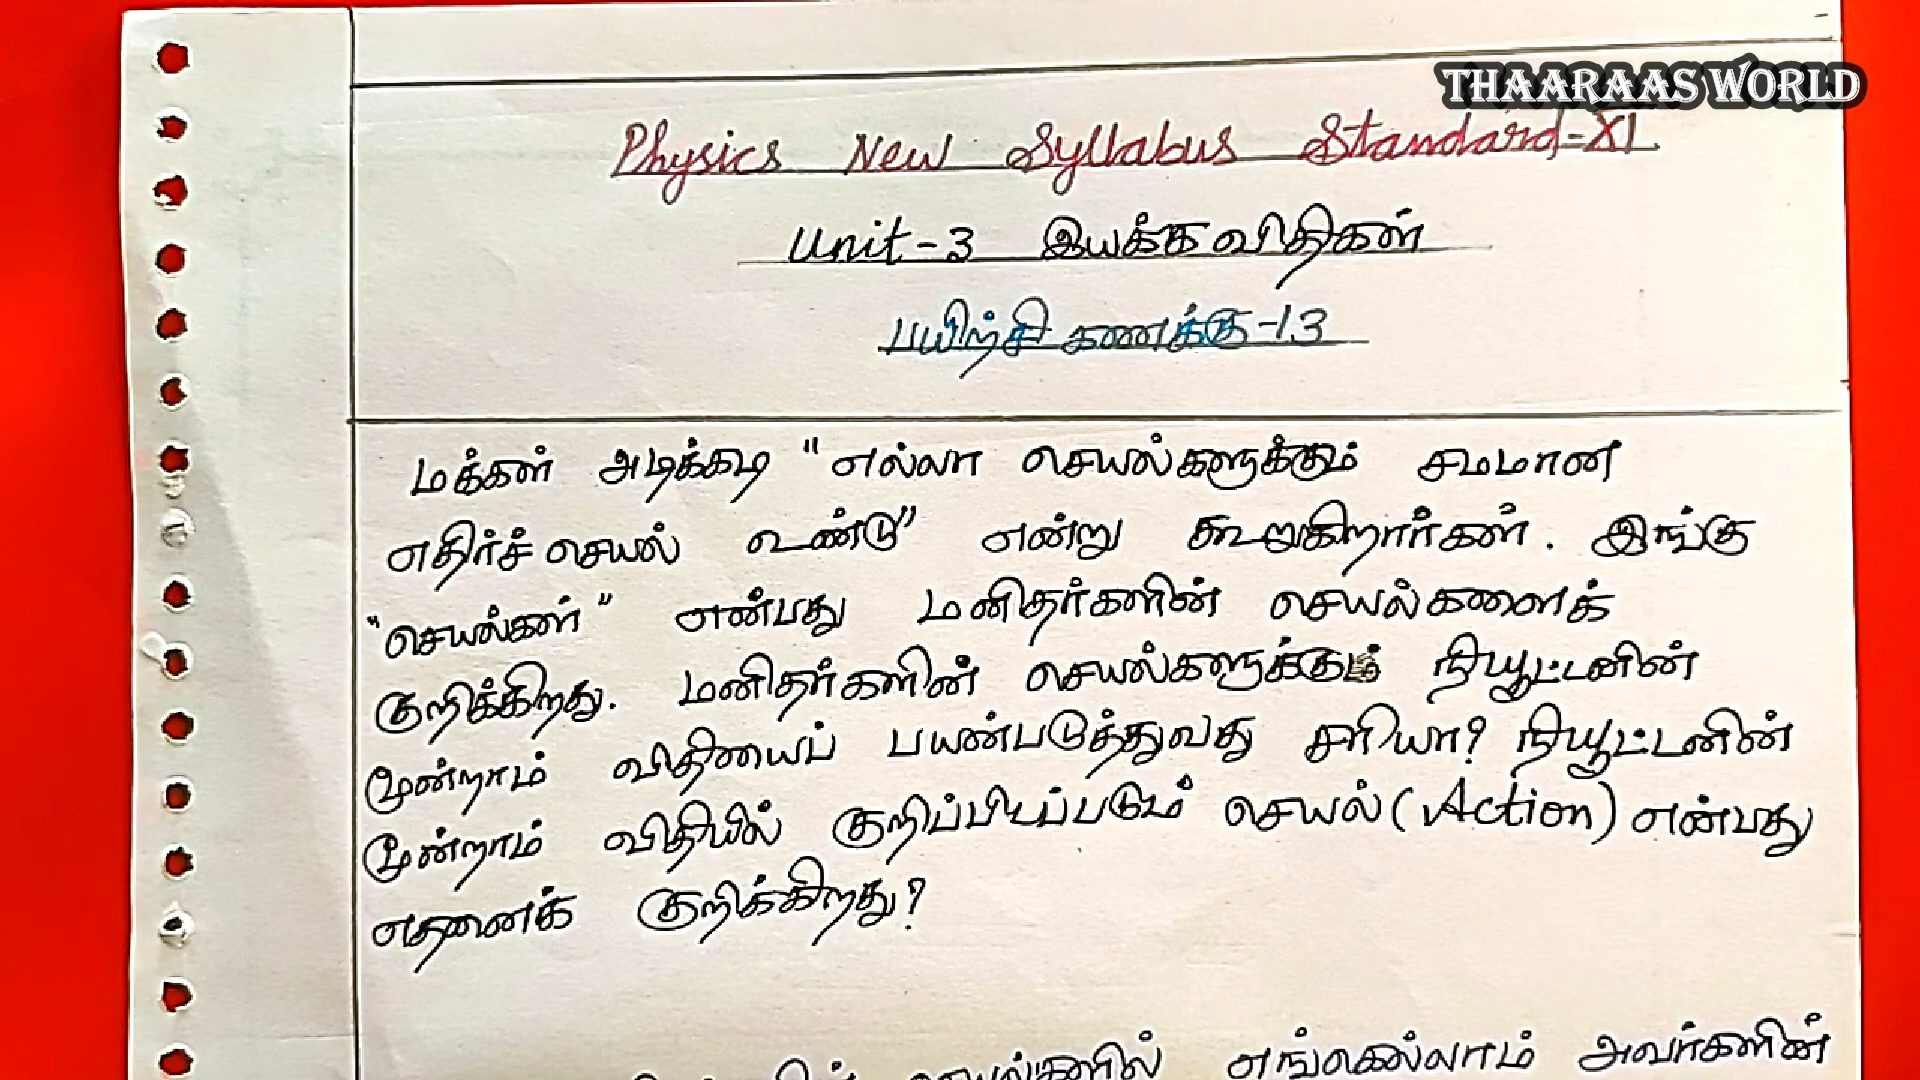 THAARAAS WORLD
Physics New Syllabus Standard-XI
Unit-3 இயக்க விதிகள்
பயிற்சி கணக்கு-13
மக்கள் அடிக்கடி "எல்லா செயல்களுக்கும் சமமான
எதிர்ச் செயல் உண்டு" என்று கூறுகிறார்கள். இங்கு
"செயல்கள்" என்பது மனிதர்களின் செயல்களைக்
குறிக்கிறது. மனிதர்களின் செயல்களுக்கும் நியூட்டனின்
மூன்றாம் விதியைப் பயன்படுத்துவது சரியா? நியூட்டனின்
மூன்றாம் விதியில் குறிப்பிடப்படும் செயல் (Action) என்பது
எதனைக் குறிக்கிறது?
செயல்களில் எங்கெல்லாம் அவர்களின்